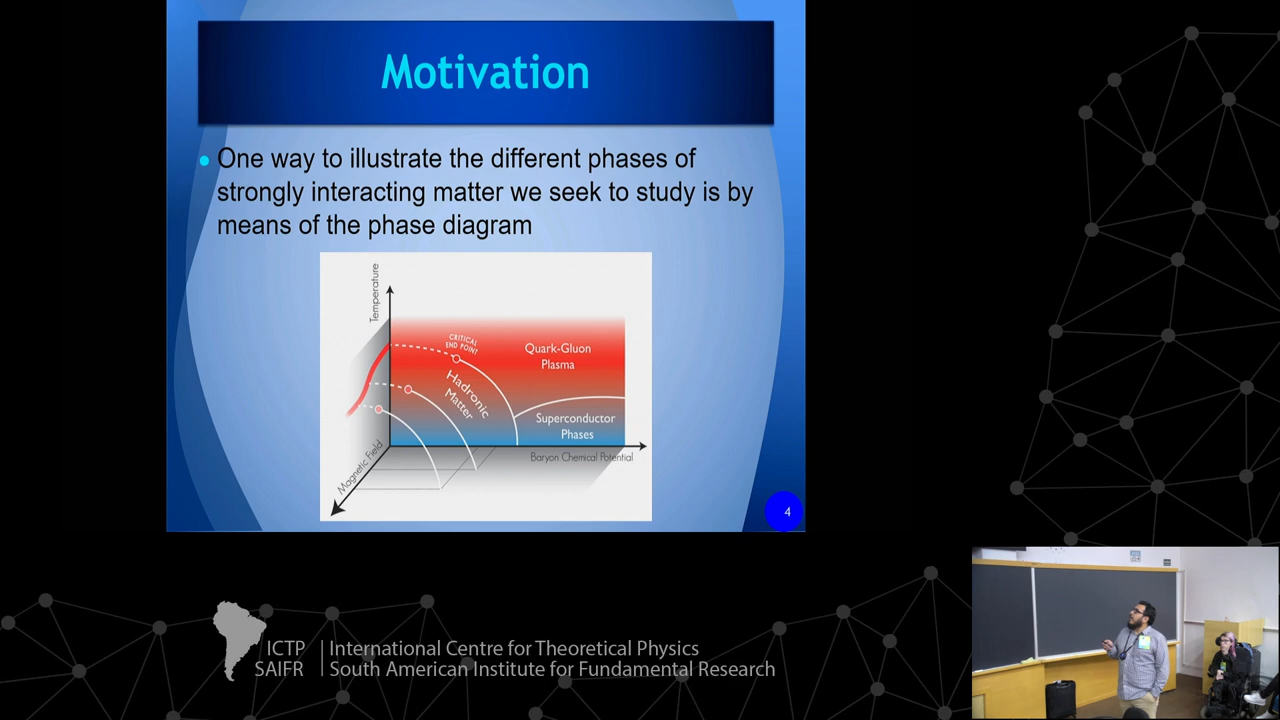 Motivation
One way to illustrate the different phases of
strongly interacting matter we seek to study is by
means of the phase diagram
Temperature
CRITICAL
END POINT
Quark-Gluon
Plasma
Hadronic
Matter
Superconductor
Phases
Baryon Chemical Potential
Magnetic Field
4
ICTP
SAIFR
International Centre for Theoretical Physics
South American Institute for Fundamental Research